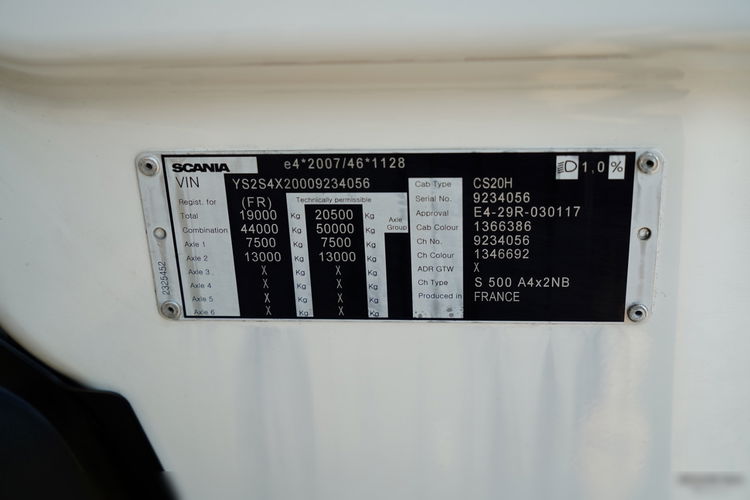 SCANIA e4*2007/46*1128 1,0 %
VIN YS2S4X20009234056
Regist. for (FR) Technically permissible
Total 19000 Kg 20500 Kg Axle Group
Combination 44000 Kg 50000 Kg
Axle 1 7500 Kg 7500 Kg
Axle 2 13000 Kg 13000 Kg
Axle 3 X Kg X Kg
Axle 4 X Kg X Kg
Axle 5 X Kg X Kg
Axle 6 X Kg X Kg
Cab Type CS20H
Serial No. 9234056
Approval E4-29R-030117
Cab Colour 1366386
Ch No. 9234056
Ch Colour 1346692
ADR GTW X
Ch Type S 500 A4x2NB
Produced in FRANCE
2325452